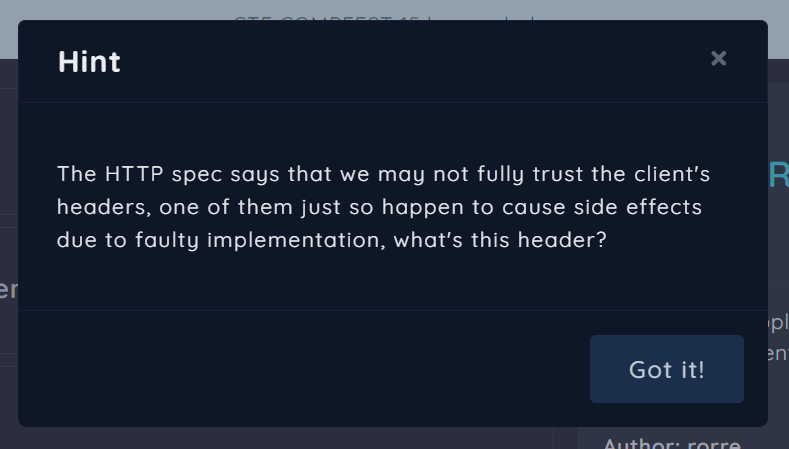 Hint
×
The HTTP spec says that we may not fully trust the client's
headers, one of them just so happen to cause side effects
due to faulty implementation, what's this header?
Got it!
Author: rorre